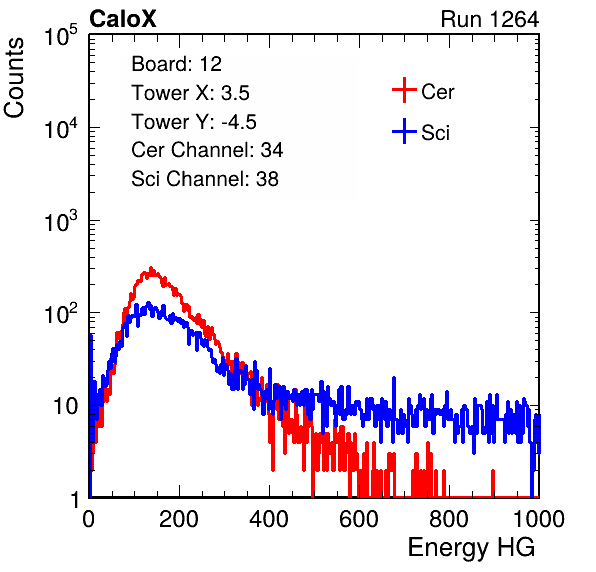 CaloX Run 1264
Counts
Board: 12
Tower X: 3.5
Tower Y: -4.5
Cer Channel: 34
Sci Channel: 38
Cer
Sci
10^5
10^4
10^3
10^2
10
1
0 200 400 600 800 1000
Energy HG